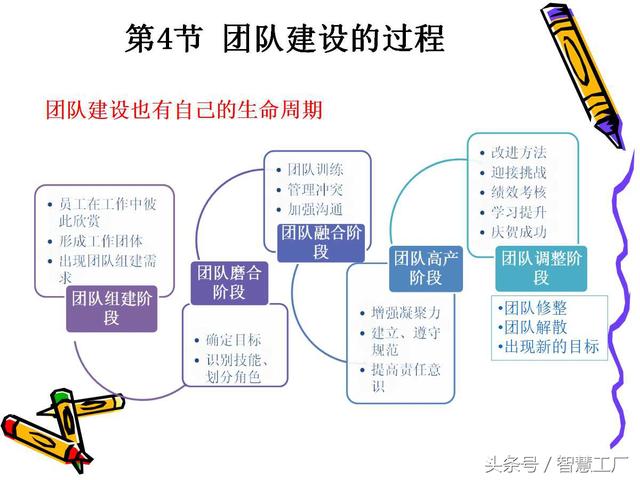 第4节 团队建设的过程
团队建设也有自己的生命周期
• 员工在工作中彼
此欣赏
• 形成工作团体
• 出现团队组建需
求
团队组建阶
段
团队磨合
阶段
• 确定目标
• 识别技能、
划分角色
• 团队训练
• 管理冲突
• 加强沟通
团队融合阶
段
团队高产
阶段
• 增强凝聚力
• 建立、遵守
规范
• 提高责任意
识
• 改进方法
• 迎接挑战
• 绩效考核
• 学习提升
• 庆贺成功
团队调整阶
段
•团队修整
•团队解散
•出现新的目标
头条号 / 智慧工厂